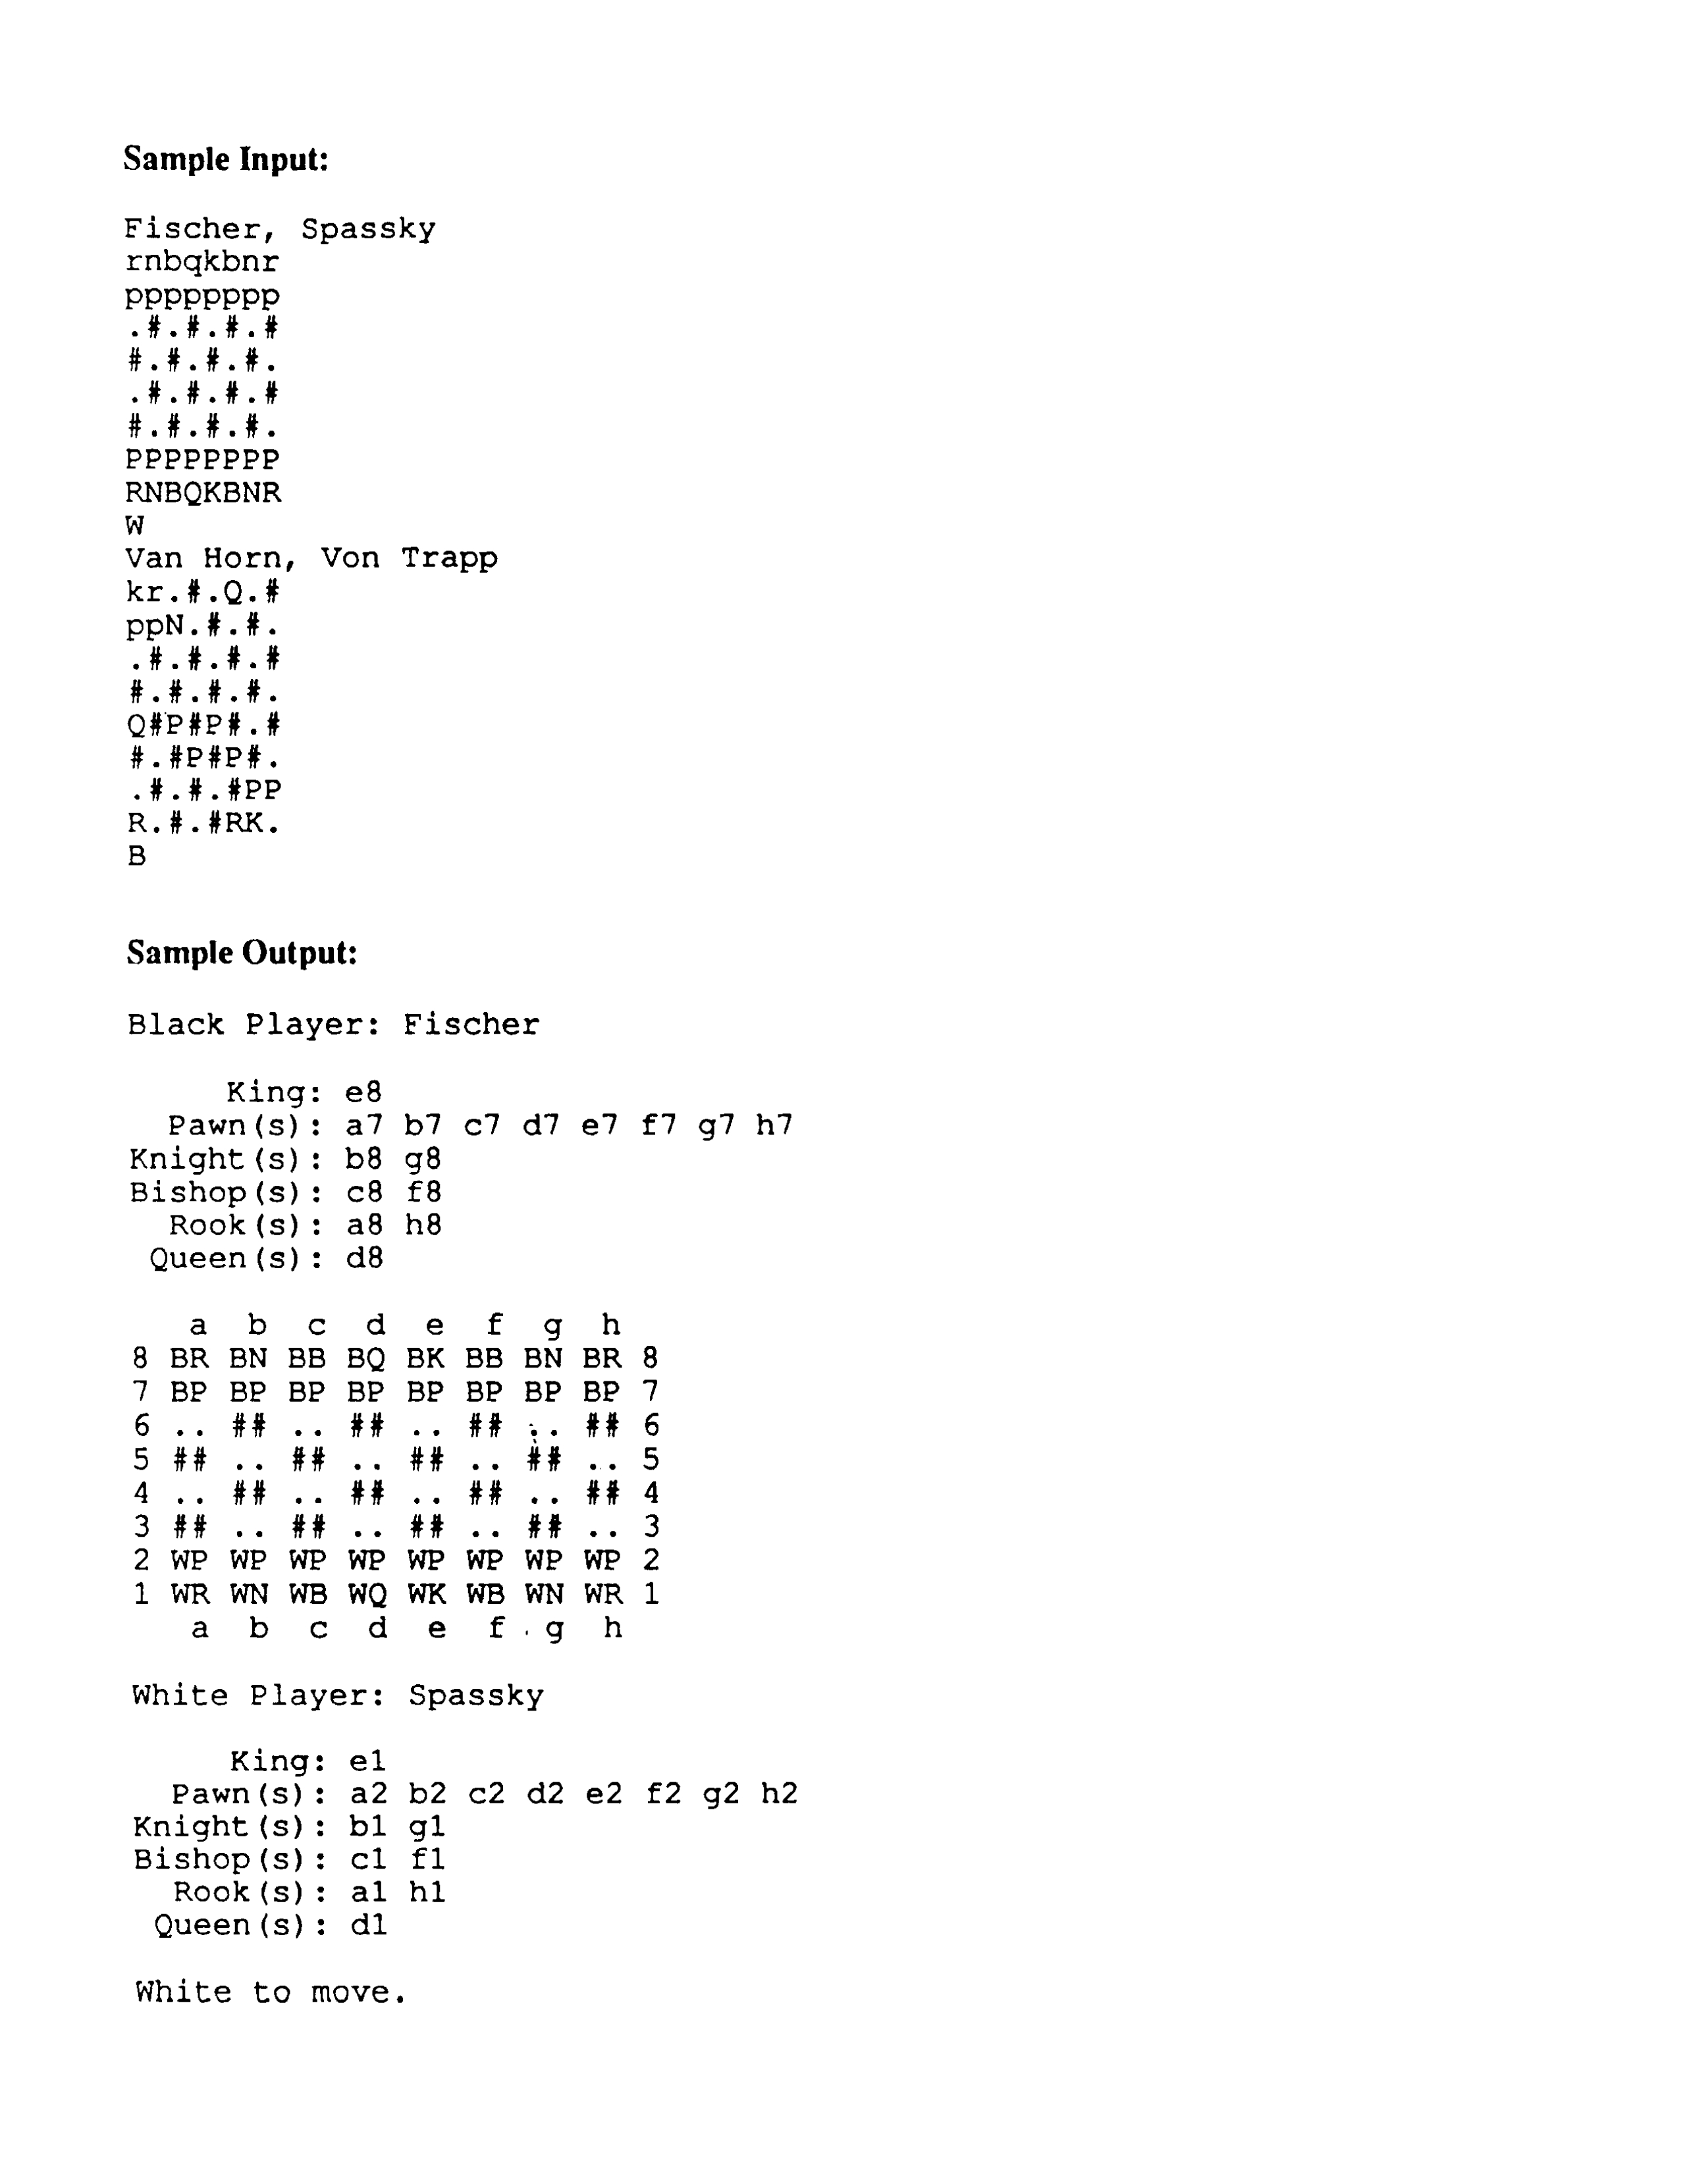 Sample Input:
Fischer, Spassky
rnbqkbnr
pppppppp
.#.#.#.#
#.#.#.#.
.#.#.#.#
#.#.#.#.
PPPPPPPP
RNBQKBNR
W
Van Horn, Von Trapp
kr.#.Q.#
ppN.#.#.
.#.#.#.#
#.#.#.#.
Q#P#P#.#
#.#P#P#.
.#.#.#PP
R.#.#RK.
B
Sample Output:
Black Player: Fischer
     King: e8
  Pawn(s): a7 b7 c7 d7 e7 f7 g7 h7
Knight(s): b8 g8
Bishop(s): c8 f8
  Rook(s): a8 h8
 Queen(s): d8
   a  b  c  d  e  f  g  h
8 BR BN BB BQ BK BB BN BR 8
7 BP BP BP BP BP BP BP BP 7
6 .. ## .. ## .. ## .. ## 6
5 ## .. ## .. ## .. ## .. 5
4 .. ## .. ## .. ## .. ## 4
3 ## .. ## .. ## .. ## .. 3
2 WP WP WP WP WP WP WP WP 2
1 WR WN WB WQ WK WB WN WR 1
   a  b  c  d  e  f  g  h
White Player: Spassky
     King: e1
  Pawn(s): a2 b2 c2 d2 e2 f2 g2 h2
Knight(s): b1 g1
Bishop(s): c1 f1
  Rook(s): a1 h1
 Queen(s): d1
White to move.